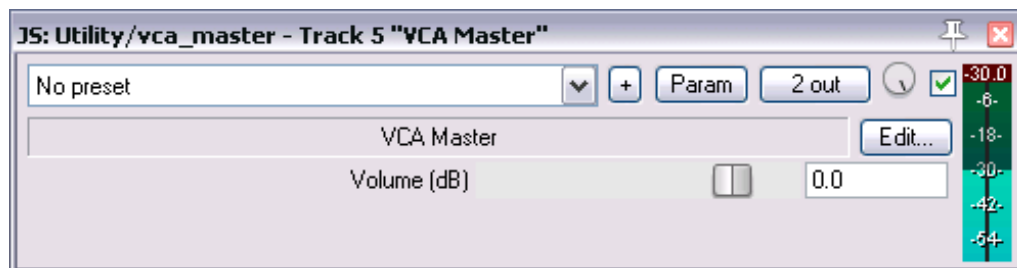 JS: Utility/vca_master - Track 5 "VCA Master"
No preset + Param 2 out
-30.0
-6-
VCA Master Edit... -18-
Volume (dB) 0.0 -30-
-42-
-54-